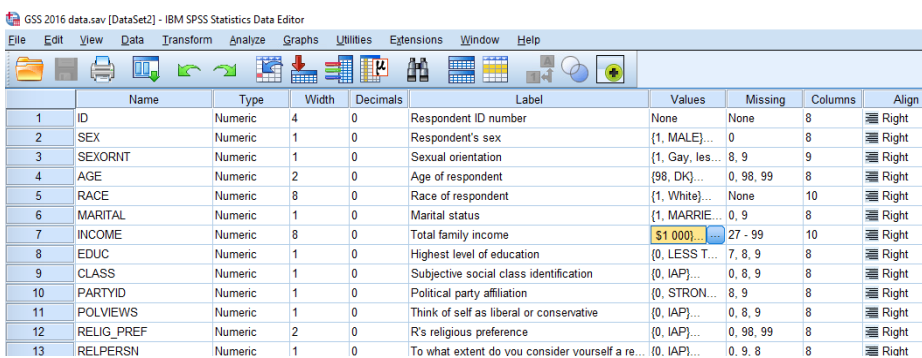 GSS 2016 data.sav [DataSet2] - IBM SPSS Statistics Data Editor
File Edit View Data Transform Analyze Graphs Utilities Extensions Window Help
Name Type Width Decimals Label Values Missing Columns Align
1 ID Numeric 4 0 Respondent ID number None None 8 Right
2 SEX Numeric 1 0 Respondent's sex {1, MALE}... 0 8 Right
3 SEXORNT Numeric 1 0 Sexual orientation {1, Gay, les... 8, 9 9 Right
4 AGE Numeric 2 0 Age of respondent {98, DK}... 0, 98, 99 8 Right
5 RACE Numeric 8 0 Race of respondent {1, White}... None 10 Right
6 MARITAL Numeric 1 0 Marital status {1, MARRIE... 0, 9 8 Right
7 INCOME Numeric 8 0 Total family income $1 000}... ... 27 - 99 10 Right
8 EDUC Numeric 1 0 Highest level of education {0, LESS T... 7, 8, 9 8 Right
9 CLASS Numeric 1 0 Subjective social class identification {0, IAP}... 0, 8, 9 8 Right
10 PARTYID Numeric 1 0 Political party affiliation {0, STRON... 8, 9 8 Right
11 POLVIEWS Numeric 1 0 Think of self as liberal or conservative {0, IAP}... 0, 8, 9 8 Right
12 RELIG_PREF Numeric 2 0 R's religious preference {0, IAP}... 0, 98, 99 8 Right
13 RELPERSN Numeric 1 0 To what extent do you consider yourself a re... {0, IAP}... 0, 9, 8 8 Right